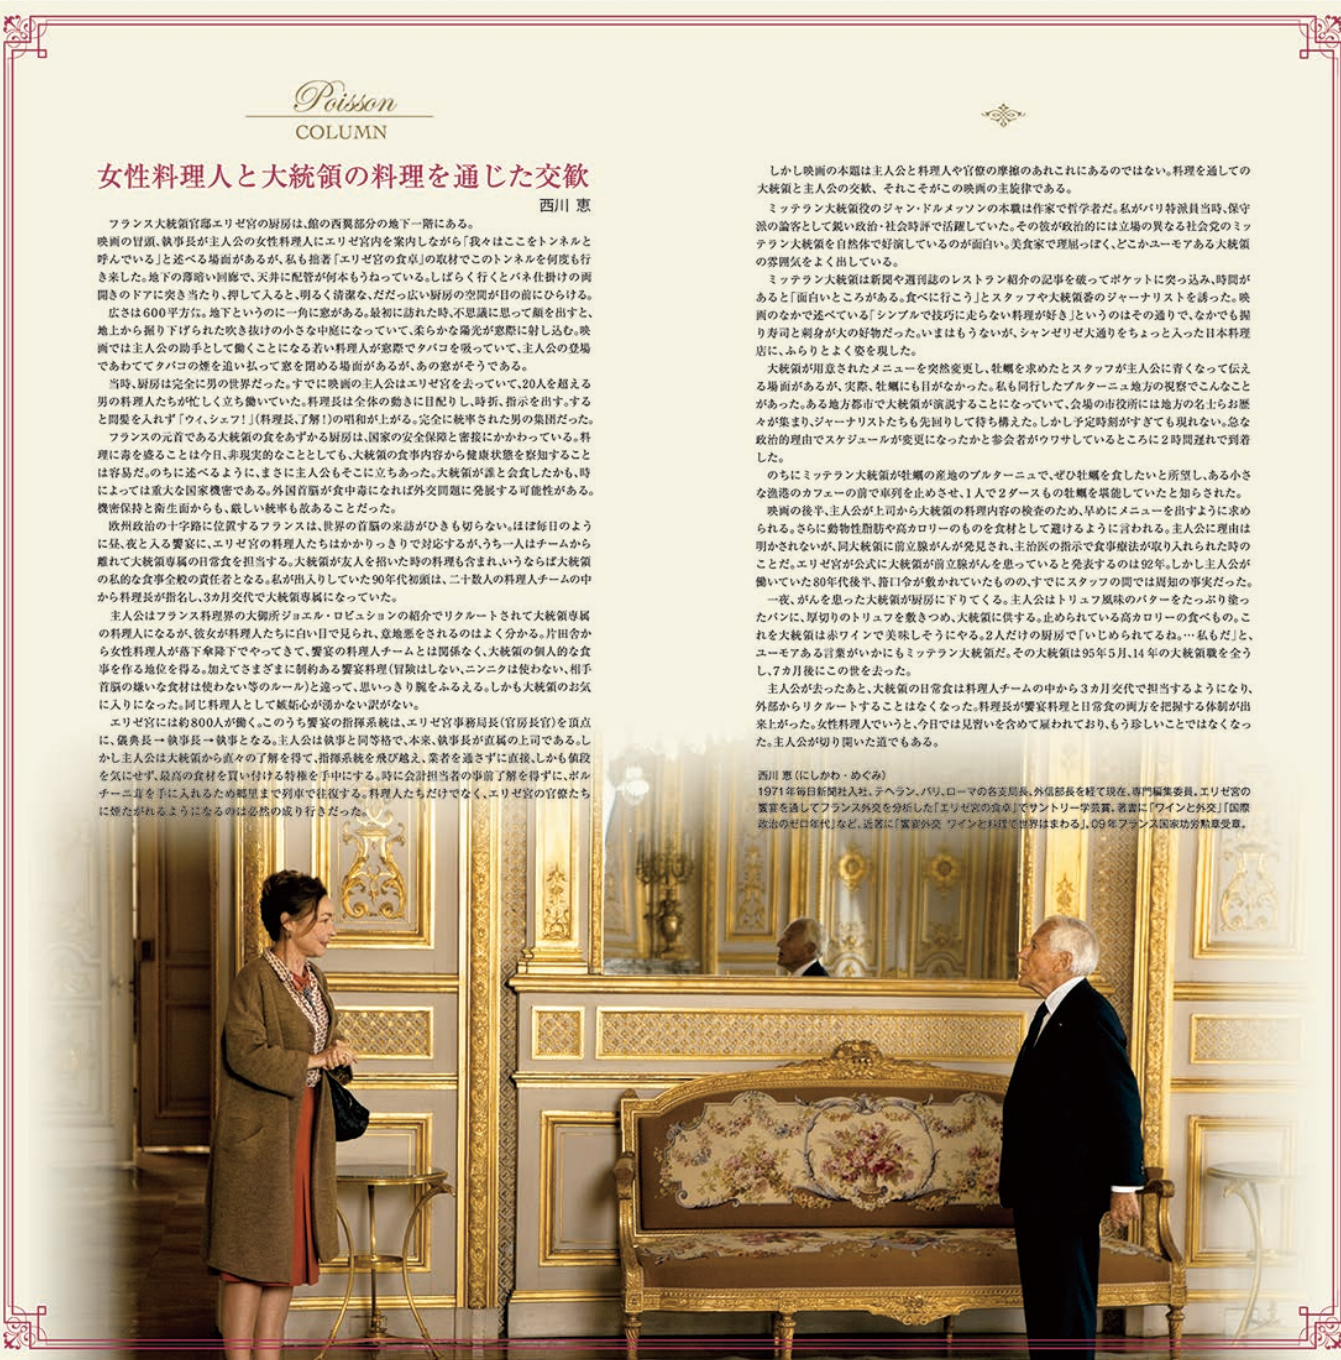 Poisson
COLUMN
女性料理人と大統領の料理を通じた交歓
西川 恵
フランス大統領官邸エリゼ宮の厨房は、館の西翼部分の地下一階にある。
映画の冒頭、執事長が主人公の女性料理人にエリゼ宮内を案内しながら「我々はここをトンネルと
呼んでいる」と述べる場面があるが、私も拙著「エリゼ宮の食卓」の取材でこのトンネルを何度も行
き来した。地下の薄暗い回廊で、天井に配管が何本もうねっている。しばらく行くとバネ仕掛けの両
開きのドアに突き当たり、押して入ると、明るく清潔な、だだっ広い厨房の空間が目の前にひらける。
広さは600平方㍍。地下というのに一角に窓がある。最初に訪れた時、不思議に思って顔を出すと、
地上から掘り下げられた吹き抜けの小さな中庭になっていて、柔らかな陽光が窓際に射し込む。映
画では主人公の助手として働くことになる若い料理人が窓際でタバコを吸っていて、主人公の登場
であわててタバコの煙を追い払って窓を閉める場面があるが、あの窓がそうである。
当時、厨房は完全に男の世界だった。すでに映画の主人公はエリゼ宮を去っていて、20人を超える
男の料理人たちが忙しく立ち働いていた。料理長は全体の動きに目配りし、時折、指示を出す。する
と間髪を入れず「ウィ、シェフ!」(料理長、了解!)の唱和が上がる。完全に統率された男の集団だった。
フランスの元首である大統領の食をあずかる厨房は、国家の安全保障と密接にかかわっている。料
理に毒を盛ることは今日、非現実的なこととしても、大統領の食事内容から健康状態を察知すること
は容易だ。のちに述べるように、まさに主人公もそこに立ちあった。大統領が誰と会食したかも、時
によっては重大な国家機密である。外国首脳が食中毒になれば外交問題に発展する可能性がある。
機密保持と衛生面からも、厳しい統率も故あることだった。
欧州政治の十字路に位置するフランスは、世界の首脳の来訪がひきも切らない。ほぼ毎日のよう
に昼、夜と入る饗宴に、エリゼ宮の料理人たちはかかりっきりで対応するが、うち一人はチームから
離れて大統領専属の日常食を担当する。大統領が友人を招いた時の料理も含まれ、いうならば大統領
の私的な食事全般の責任者となる。私が出入りしていた90年代初頭は、二十数人の料理人チームの中
から料理長が指名し、3カ月交代で大統領専属になっていた。
主人公はフランス料理界の大御所ジョエル・ロビュションの紹介でリクルートされて大統領専属
の料理人になるが、彼女が料理人たちに白い目で見られ、意地悪をされるのはよく分かる。片田舎か
ら女性料理人が落下傘降下でやってきて、饗宴の料理人チームとは関係なく、大統領の個人的な食
事を作る地位を得る。加えてさまざまに制約ある饗宴料理(冒険はしない、ニンニクは使わない、相手
首脳の嫌いな食材は使わない等のルール)と違って、思いっきり腕をふるえる。しかも大統領のお気
に入りになった。同じ料理人として嫉妬心が湧かない訳がない。
エリゼ宮には約800人が働く。このうち饗宴の指揮系統は、エリゼ宮事務局長(官房長官)を頂点
に、儀典長→執事長→執事となる。主人公は執事と同等格で、本来、執事長が直属の上司である。し
かし主人公は大統領から直々の了解を得て、指揮系統を飛び越え、業者を通さずに直接、しかも値段
を気にせず、最高の食材を買い付ける特権を手中にする。時に会計担当者の事前了解を得ずに、ポル
チーニ茸を手に入れるため郷里まで列車で往復する。料理人たちだけでなく、エリゼ宮の官僚たち
に煙たがれるようになるのは必然の成り行きだった。
しかし映画の本題は主人公と料理人や官僚の摩擦のあれこれにあるのではない。料理を通しての
大統領と主人公の交歓、それこそがこの映画の主旋律である。
ミッテラン大統領役のジャン・ドルメッソンの本職は作家で哲学者だ。私がパリ特派員当時、保守
派の論客として鋭い政治・社会時評で活躍していた。その彼が政治的には立場の異なる社会党のミッ
テラン大統領を自然体で好演しているのが面白い。美食家で理屈っぽく、どこかユーモアある大統領
の雰囲気をよく出している。
ミッテラン大統領は新聞や週刊誌のレストラン紹介の記事を破ってポケットに突っ込み、時間が
あると「面白いところがある。食べに行こう」とスタッフや大統領番のジャーナリストを誘った。映
画のなかで述べている「シンプルで技巧に走らない料理が好き」というのはその通りで、なかでも握
り寿司と刺身が大の好物だった。いまはもうないが、シャンゼリゼ大通りをちょっと入った日本料理
店に、ふらりとよく姿を現した。
大統領が用意されたメニューを突然変更し、牡蠣を求めたとスタッフが主人公に青くなって伝え
る場面があるが、実際、牡蠣にも目がなかった。私も同行したブルターニュ地方の視察でこんなこと
があった。ある地方都市で大統領が演説することになっていて、会場の市役所には地方の名士らお歴
々が集まり、ジャーナリストたちも先回りして待ち構えた。しかし予定時刻がすぎても現れない。急な
政治的理由でスケジュールが変更になったかと参会者がウワサしているところに2時間遅れで到着
した。
のちにミッテラン大統領が牡蠣の産地のブルターニュで、ぜひ牡蠣を食したいと所望し、ある小さ
な漁港のカフェーの前で車列を止めさせ、1人で2ダースもの牡蠣を堪能していたと知らされた。
映画の後半、主人公が上司から大統領の料理内容の検査のため、早めにメニューを出すように求め
られる。さらに動物性脂肪や高カロリーのものを食材として避けるように言われる。主人公に理由は
明かされないが、同大統領に前立腺がんが発見され、主治医の指示で食事療法が取り入れられた時の
ことだ。エリゼ宮が公式に大統領が前立腺がんを患っていると発表するのは92年。しかし主人公が
働いていた80年代後半、箝口令が敷かれていたものの、すでにスタッフの間では周知の事実だった。
一夜、がんを患った大統領が厨房に下りてくる。主人公はトリュフ風味のバターをたっぷり塗っ
たパンに、厚切りのトリュフを敷きつめ、大統領に供する。止められている高カロリーの食べもの。こ
れを大統領は赤ワインで美味しそうにやる。2人だけの厨房で「いじめられてるね。…私もだ」と、
ユーモアある言葉がいかにもミッテラン大統領だ。その大統領は95年5月、14年の大統領職を全う
し、7カ月後にこの世を去った。
主人公が去ったあと、大統領の日常食は料理人チームの中から3カ月交代で担当するようになり、
外部からリクルートすることはなくなった。料理長が饗宴料理と日常食の両方を把握する体制が出
来上がった。女性料理人でいうと、今日では見習いを含めて雇われており、もう珍しいことではなくなっ
た。主人公が切り開いた道でもある。
西川 恵(にしかわ・めぐみ)
1971年毎日新聞社入社。テヘラン、パリ、ローマの各支局長、外信部長を経て現在、専門編集委員。エリゼ宮の
饗宴を通してフランス外交を分析した「エリゼ宮の食卓」でサントリー学芸賞。著書に「ワインと外交」「国際
政治のゼロ年代」など、近著に「饗宴外交 ワインと料理で世界はまわる」。09年フランス国家功労勲章受章。